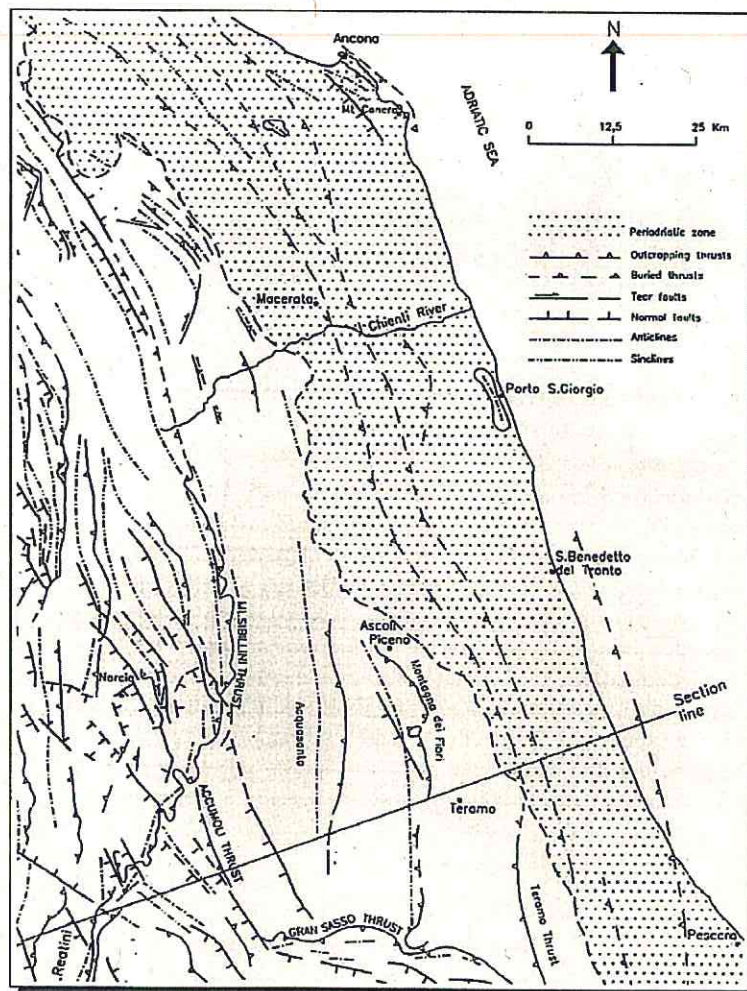 Ancona
N
Mt Conero
ADRIATIC SEA
0 12,5 25 Km
Periodriatic zone
Outcropping thrusts
Buried thrusts
Tear faults
Normal faults
Anticlines
Sinclines
Macerata
Chienti River
Porto S.Giorgio
S.Benedetto
del Tronto
Ascoli
Piceno
MT.SIBILLINI THRUST
Norcia
Acquasanta
Montagna dei Fiori
Section
line
ACCUMOLI THRUST
Teramo
GRAN SASSO THRUST
Teramo Thrust
Pescara
Reatini